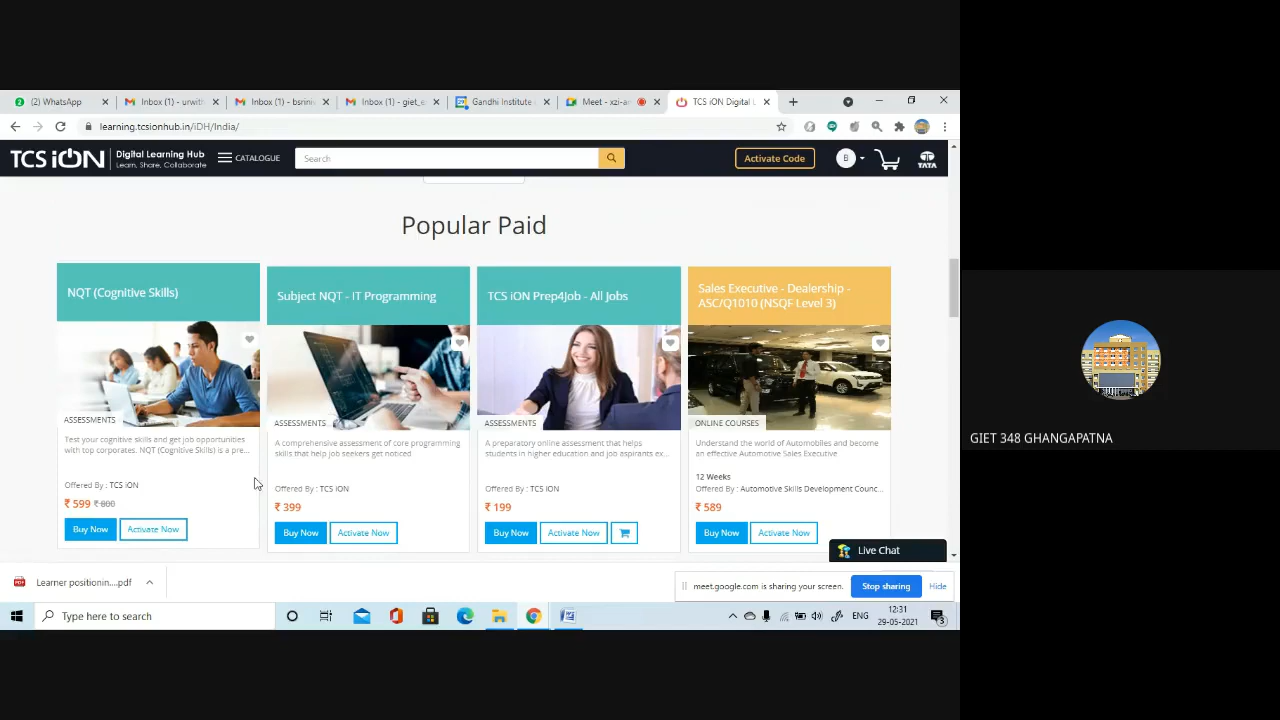 (2) WhatsApp
Inbox (1) - urwith
Inbox (1) - bsrini
Inbox (1) - giet_e
Gandhi Institute
Meet - xzi-a
TCS iON Digital L
learning.tcsionhub.in/iDH/India/
TCS iON
Digital Learning Hub
Learn, Share, Collaborate
CATALOGUE
Search
Activate Code
B
TATA
Popular Paid
NQT (Cognitive Skills)
ASSESSMENTS
Test your cognitive skills and get job opportunities
with top corporates. NQT (Cognitive Skills) is a pre...
Offered By : TCS iON
₹ 599 ₹ 800
Buy Now
Activate Now
Subject NQT - IT Programming
ASSESSMENTS
A comprehensive assessment of core programming
skills that help job seekers get noticed
Offered By : TCS iON
₹ 399
Buy Now
Activate Now
TCS iON Prep4Job - All Jobs
ASSESSMENTS
A preparatory online assessment that helps
students in higher education and job aspirants ex...
Offered By : TCS iON
₹ 199
Buy Now
Activate Now
Sales Executive - Dealership -
ASC/Q1010 (NSQF Level 3)
ONLINE COURSES
Understand the world of Automobiles and become
an effective Automotive Sales Executive
12 Weeks
Offered By : Automotive Skills Development Counc...
₹ 589
Buy Now
Activate Now
Live Chat
Learner positionin....pdf
meet.google.com is sharing your screen.
Stop sharing
Hide
Type here to search
ENG
12:31
29-05-2021
3
GIET 348 GHANGAPATNA